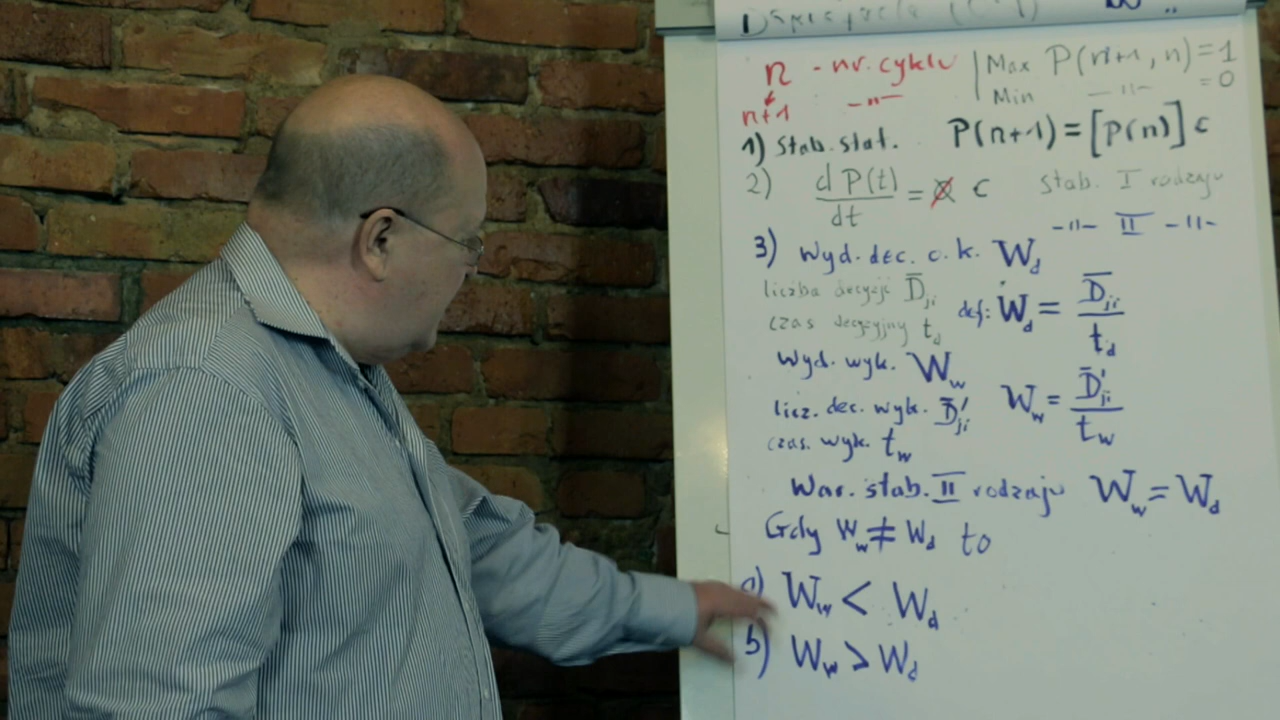 n - nr. cyklu | Max P(n+1, n) = 1
n+1 -"- | Min -"- = 0
1) Stab. stat. P(n+1) = [P(n)] c
2) dP(t)/dt = c stab. I rodzaju
-"- II -"-
3) Wyd. dec. o. k. W_d
liczba decyzji D̄_ji def: W_d = D̄_ji / t_d
czas decyzyjny t_d
Wyd. wyk. W_w
licz. dec. wyk. D̄'_ji W_w = D̄'_ji / t_w
czas. wyk. t_w
War. stab. II rodzaju W_w = W_d
Gdy W_w ≠ W_d to
a) W_w < W_d
b) W_w > W_d